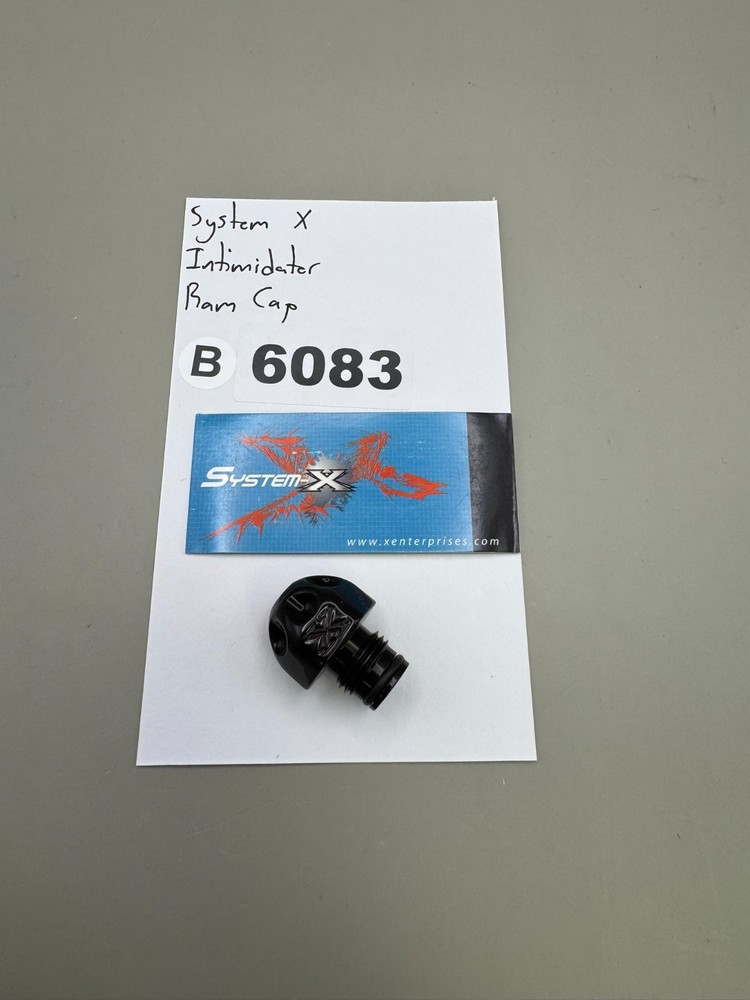 System X
Intimidater
Ram Cap
B 6083
SYSTEM-X
www.xenterprises.com
X